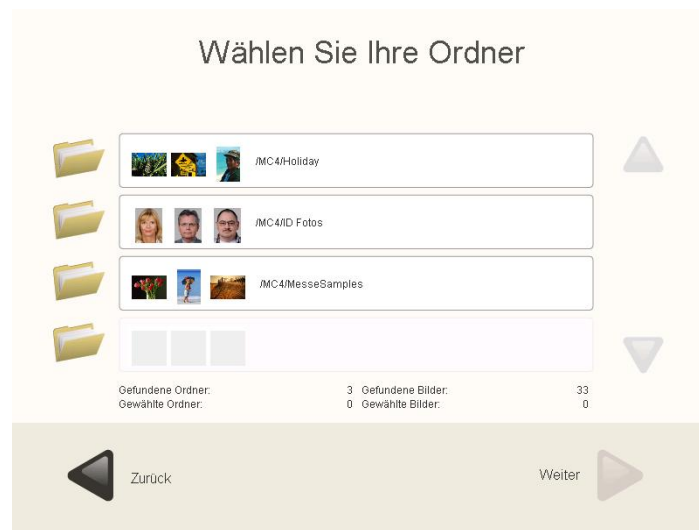 Wählen Sie Ihre Ordner
/MC4/Holiday
/MC4/ID Fotos
/MC4/MesseSamples
Gefundene Ordner: 3 Gefundene Bilder: 33
Gewählte Ordner: 0 Gewählte Bilder: 0
Zurück Weiter